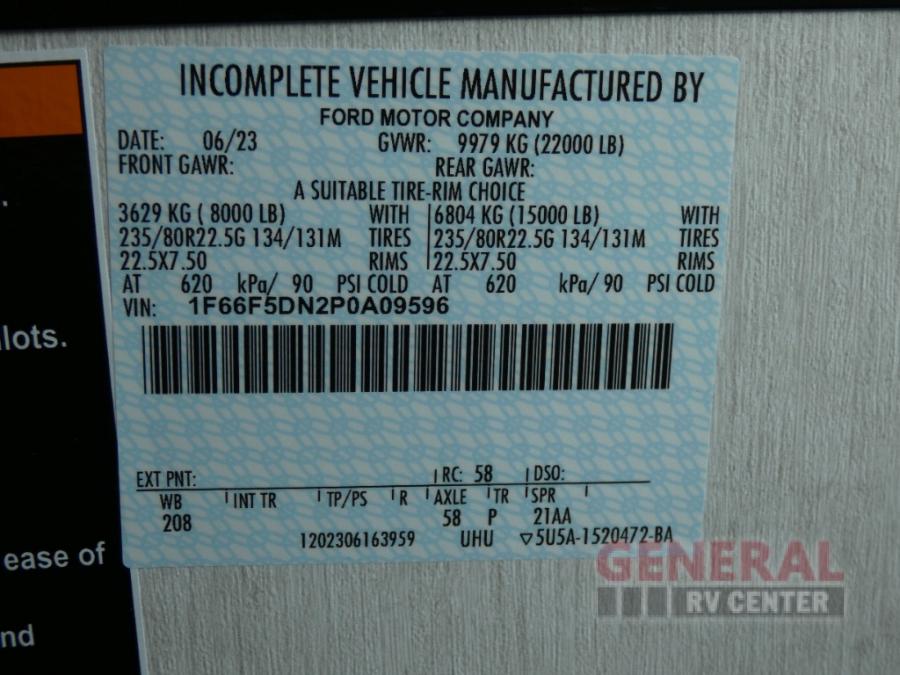 INCOMPLETE VEHICLE MANUFACTURED BY
FORD MOTOR COMPANY
DATE: 06/23 GVWR: 9979 KG (22000 LB)
FRONT GAWR: REAR GAWR:
A SUITABLE TIRE-RIM CHOICE
3629 KG ( 8000 LB) WITH 6804 KG (15000 LB) WITH
235/80R22.5G 134/131M TIRES 235/80R22.5G 134/131M TIRES
22.5X7.50 RIMS 22.5X7.50 RIMS
AT 620 kPa/ 90 PSI COLD AT 620 kPa/ 90 PSI COLD
VIN: 1F66F5DN2P0A09596
EXT PNT: RC: 58 DSO:
WB INT TR TP/PS R AXLE TR SPR
208 58 P 21AA
1202306163959 UHU ▽5U5A-1520472-BA
lots.
ease of
nd
GENERAL
RV CENTER